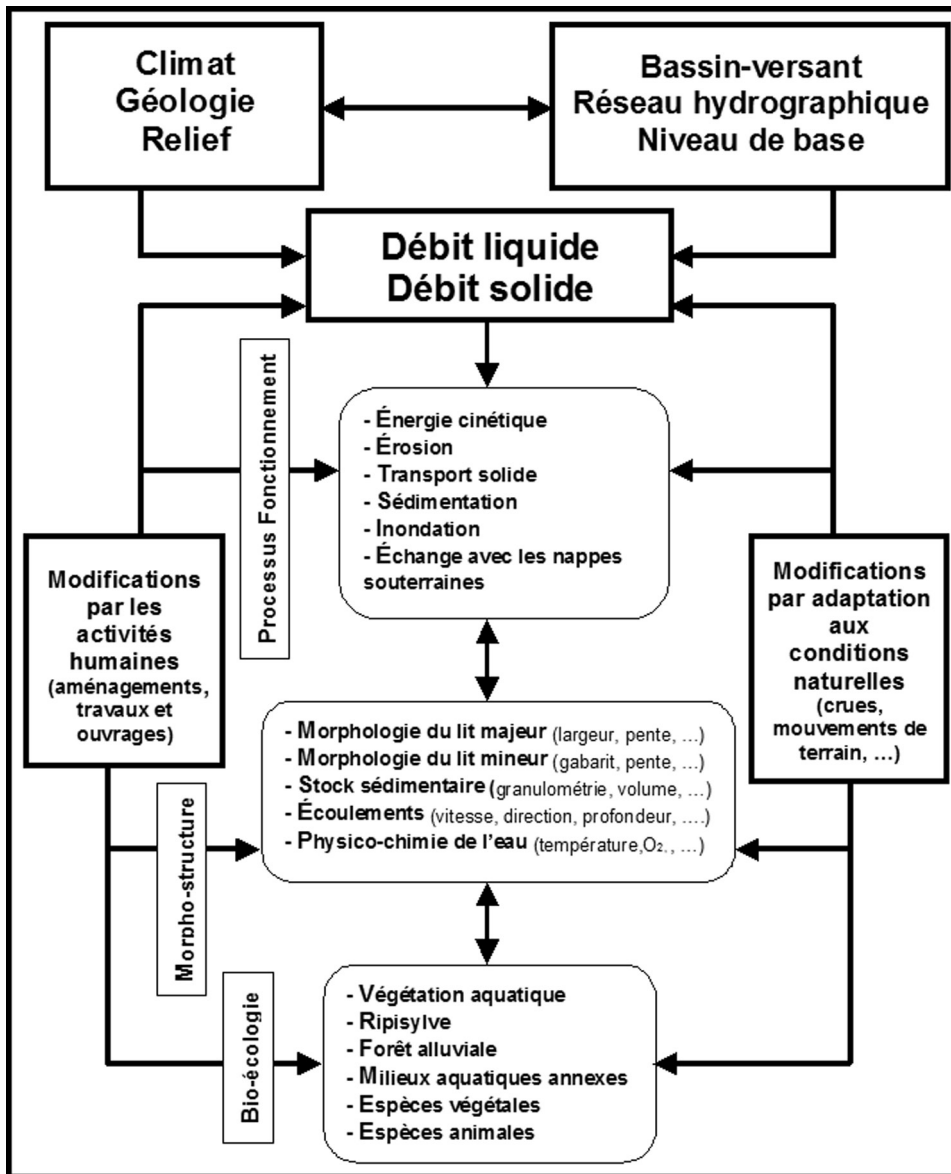 Climat
Géologie
Relief
Bassin-versant
Réseau hydrographique
Niveau de base
Débit liquide
Débit solide
Processus Fonctionnement
- Énergie cinétique
- Érosion
- Transport solide
- Sédimentation
- Inondation
- Échange avec les nappes
souterraines
Modifications
par les
activités
humaines
(aménagements,
travaux et
ouvrages)
Modifications
par adaptation
aux
conditions
naturelles
(crues,
mouvements de
terrain, …)
Morpho-structure
- Morphologie du lit majeur (largeur, pente, …)
- Morphologie du lit mineur (gabarit, pente, …)
- Stock sédimentaire (granulométrie, volume, …)
- Écoulements (vitesse, direction, profondeur, ….)
- Physico-chimie de l’eau (température,O₂., …)
Bio-écologie
- Végétation aquatique
- Ripisylve
- Forêt alluviale
- Milieux aquatiques annexes
- Espèces végétales
- Espèces animales